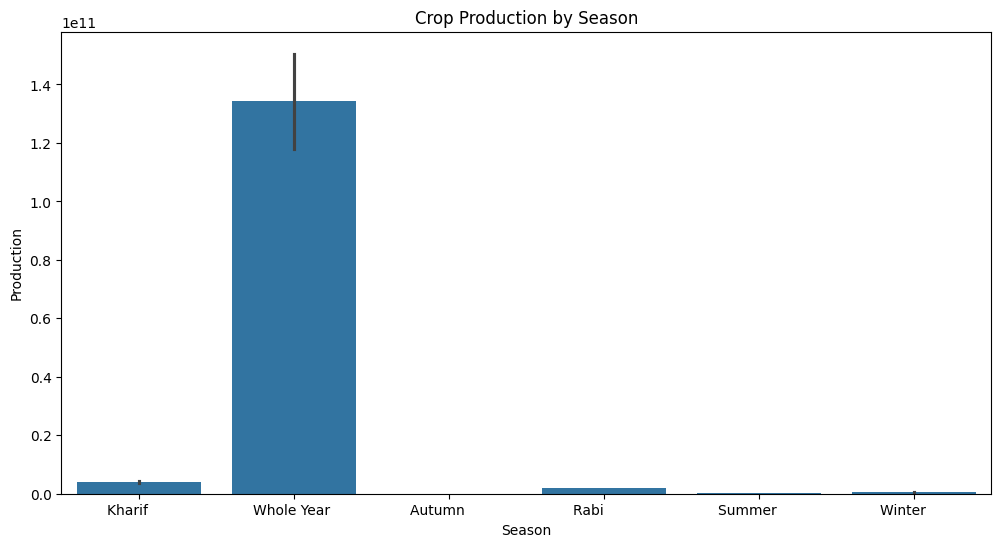 Crop Production by Season
1e11
1.4
1.2
1.0
0.8
0.6
0.4
0.2
0.0
Production
Kharif Whole Year Autumn Rabi Summer Winter
Season